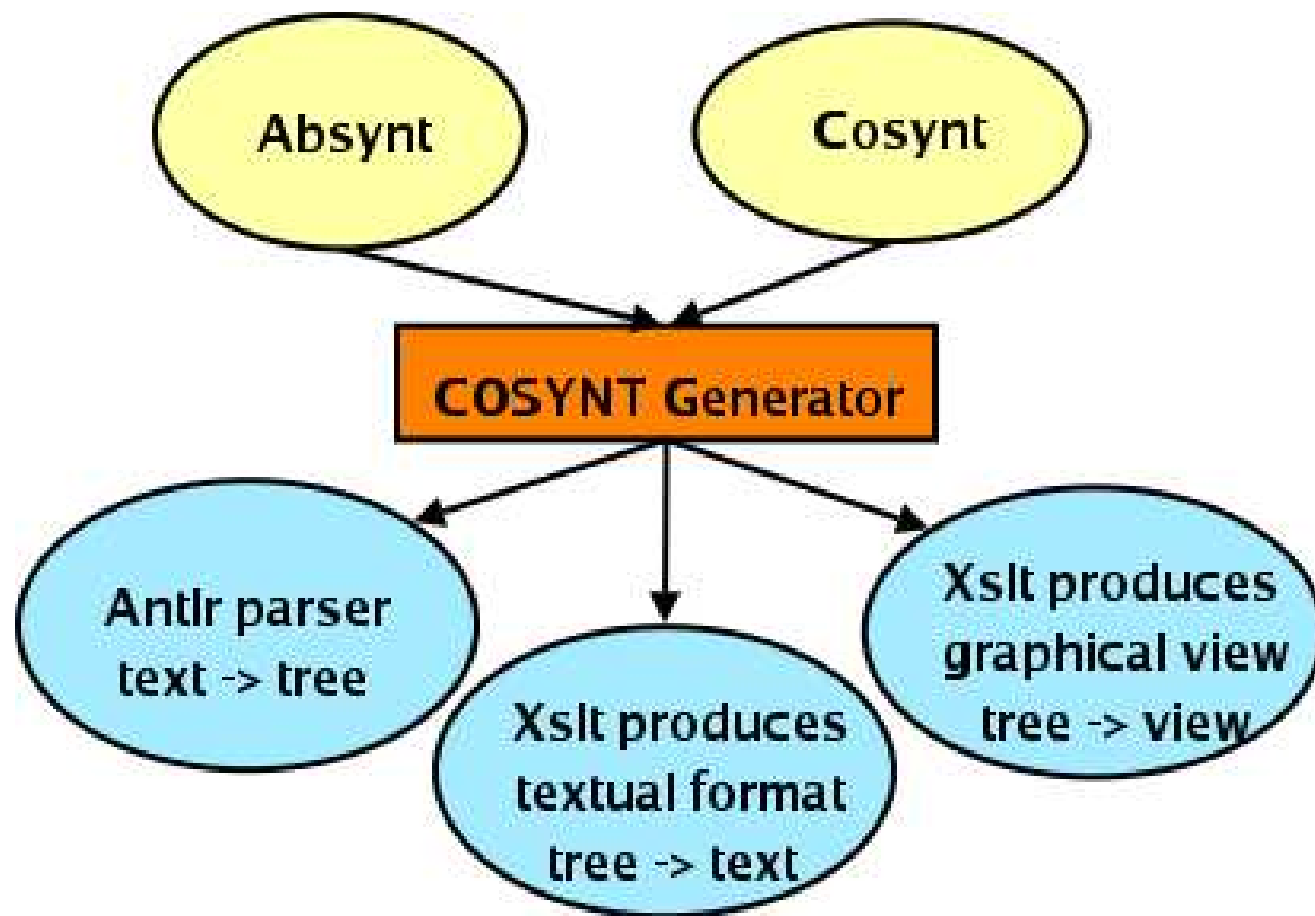 Absynt
Cosynt
COSYNT Generator
Antlr parser
text -> tree
Xslt produces
textual format
tree -> text
Xslt produces
graphical view
tree -> view